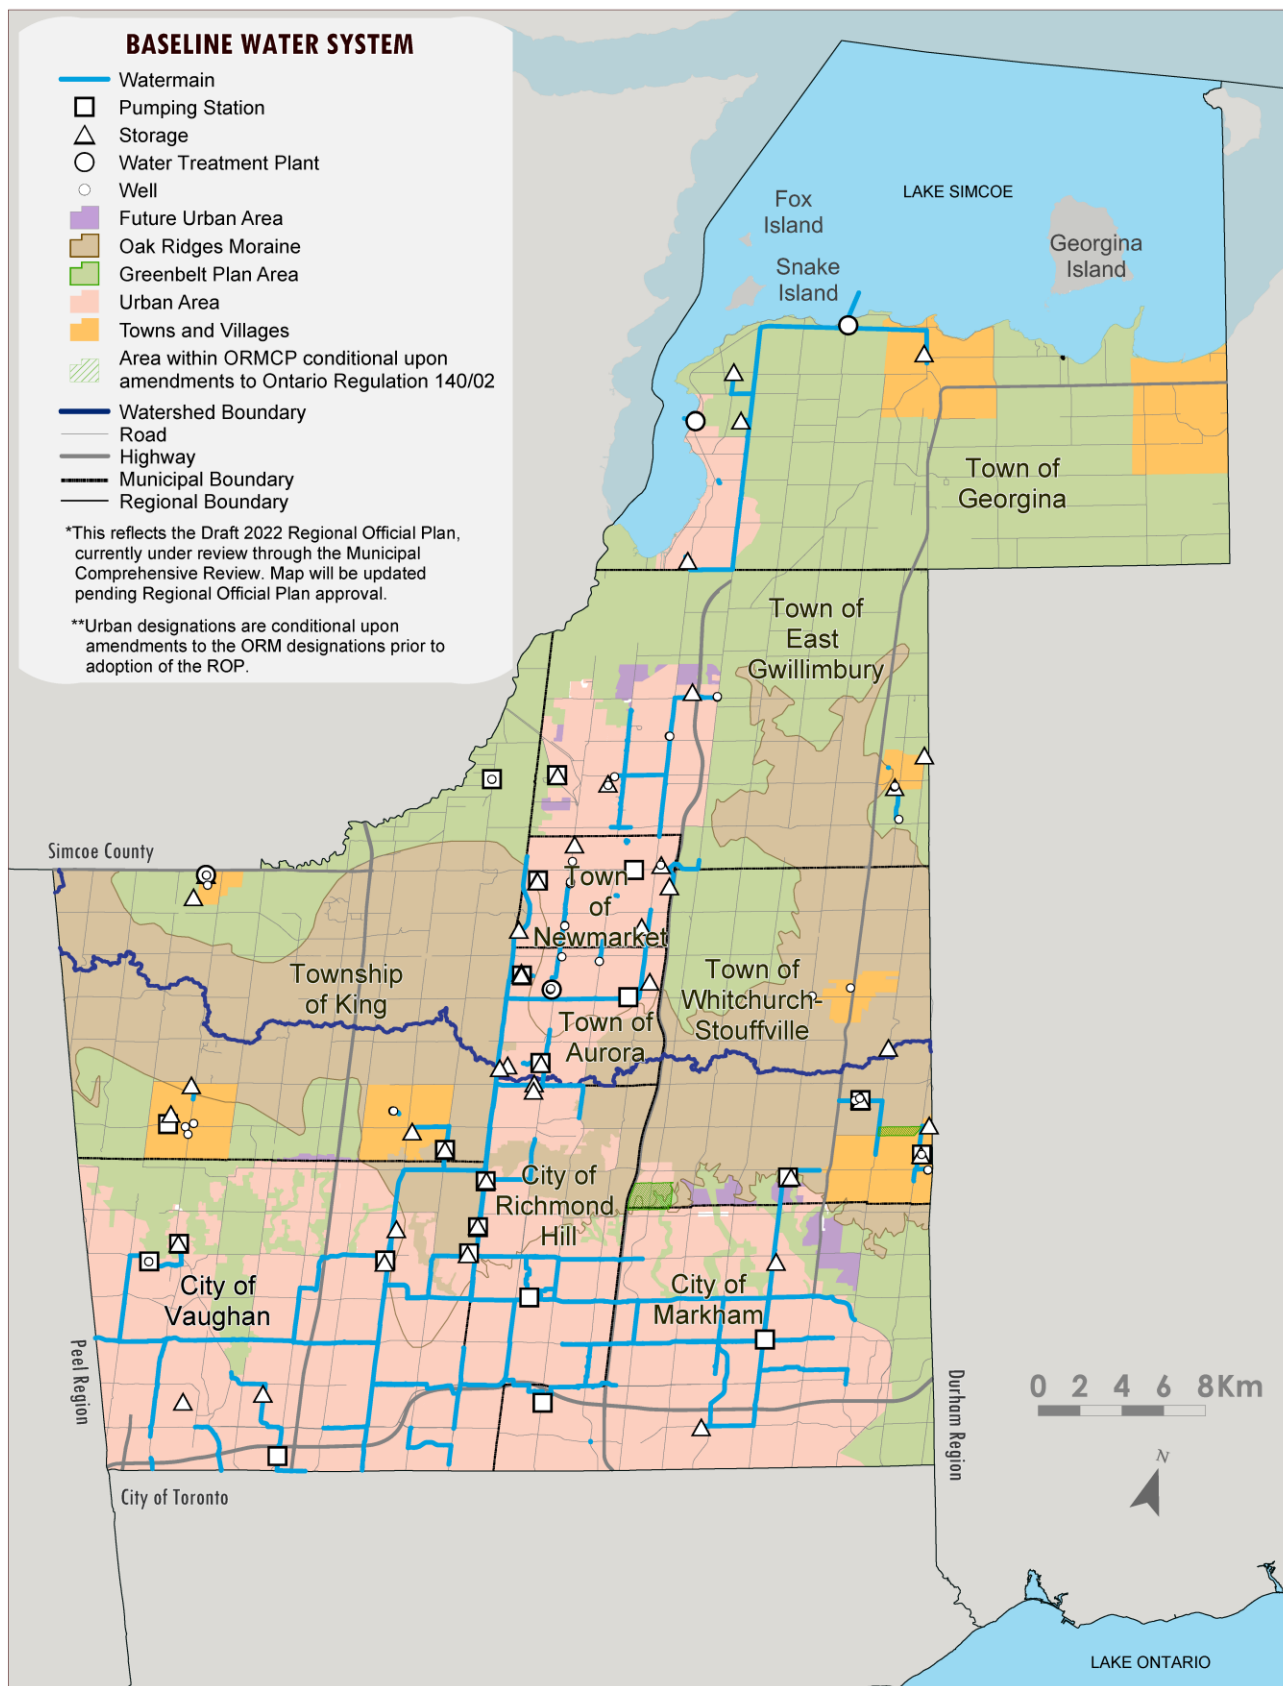 BASELINE WATER SYSTEM
Watermain
Pumping Station
Storage
Water Treatment Plant
Well
Future Urban Area
Oak Ridges Moraine
Greenbelt Plan Area
Urban Area
Towns and Villages
Area within ORMCP conditional upon
amendments to Ontario Regulation 140/02
Watershed Boundary
Road
Highway
Municipal Boundary
Regional Boundary
*This reflects the Draft 2022 Regional Official Plan,
currently under review through the Municipal
Comprehensive Review. Map will be updated
pending Regional Official Plan approval.
**Urban designations are conditional upon
amendments to the ORM designations prior to
adoption of the ROP.
LAKE SIMCOE
Fox
Island
Georgina
Island
Snake
Island
Town of
Georgina
Town of
East
Gwillimbury
Simcoe County
Town
of
Newmarket
Township
of King
Town of
Whitchurch-
Stouffville
Town of
Aurora
City of
Richmond
Hill
City of
Vaughan
City of
Markham
Peel Region
Durham Region
0 2 4 6 8Km
N
City of Toronto
LAKE ONTARIO